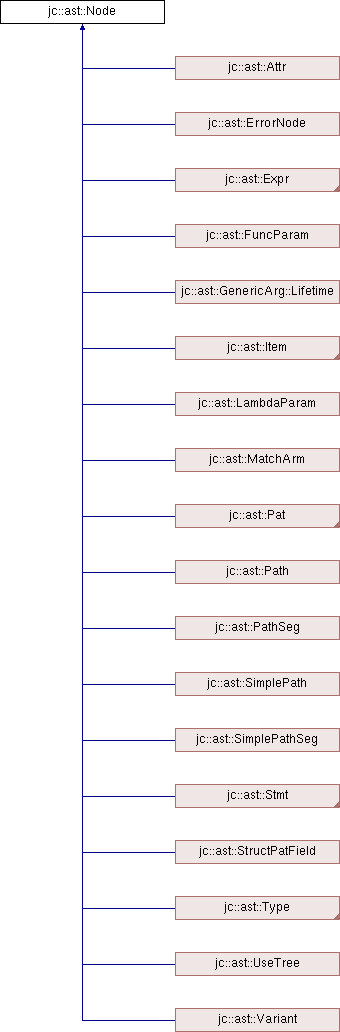 jc::ast::Node
jc::ast::Attr
jc::ast::ErrorNode
jc::ast::Expr
jc::ast::FuncParam
jc::ast::GenericArg::Lifetime
jc::ast::Item
jc::ast::LambdaParam
jc::ast::MatchArm
jc::ast::Pat
jc::ast::Path
jc::ast::PathSeg
jc::ast::SimplePath
jc::ast::SimplePathSeg
jc::ast::Stmt
jc::ast::StructPatField
jc::ast::Type
jc::ast::UseTree
jc::ast::Variant